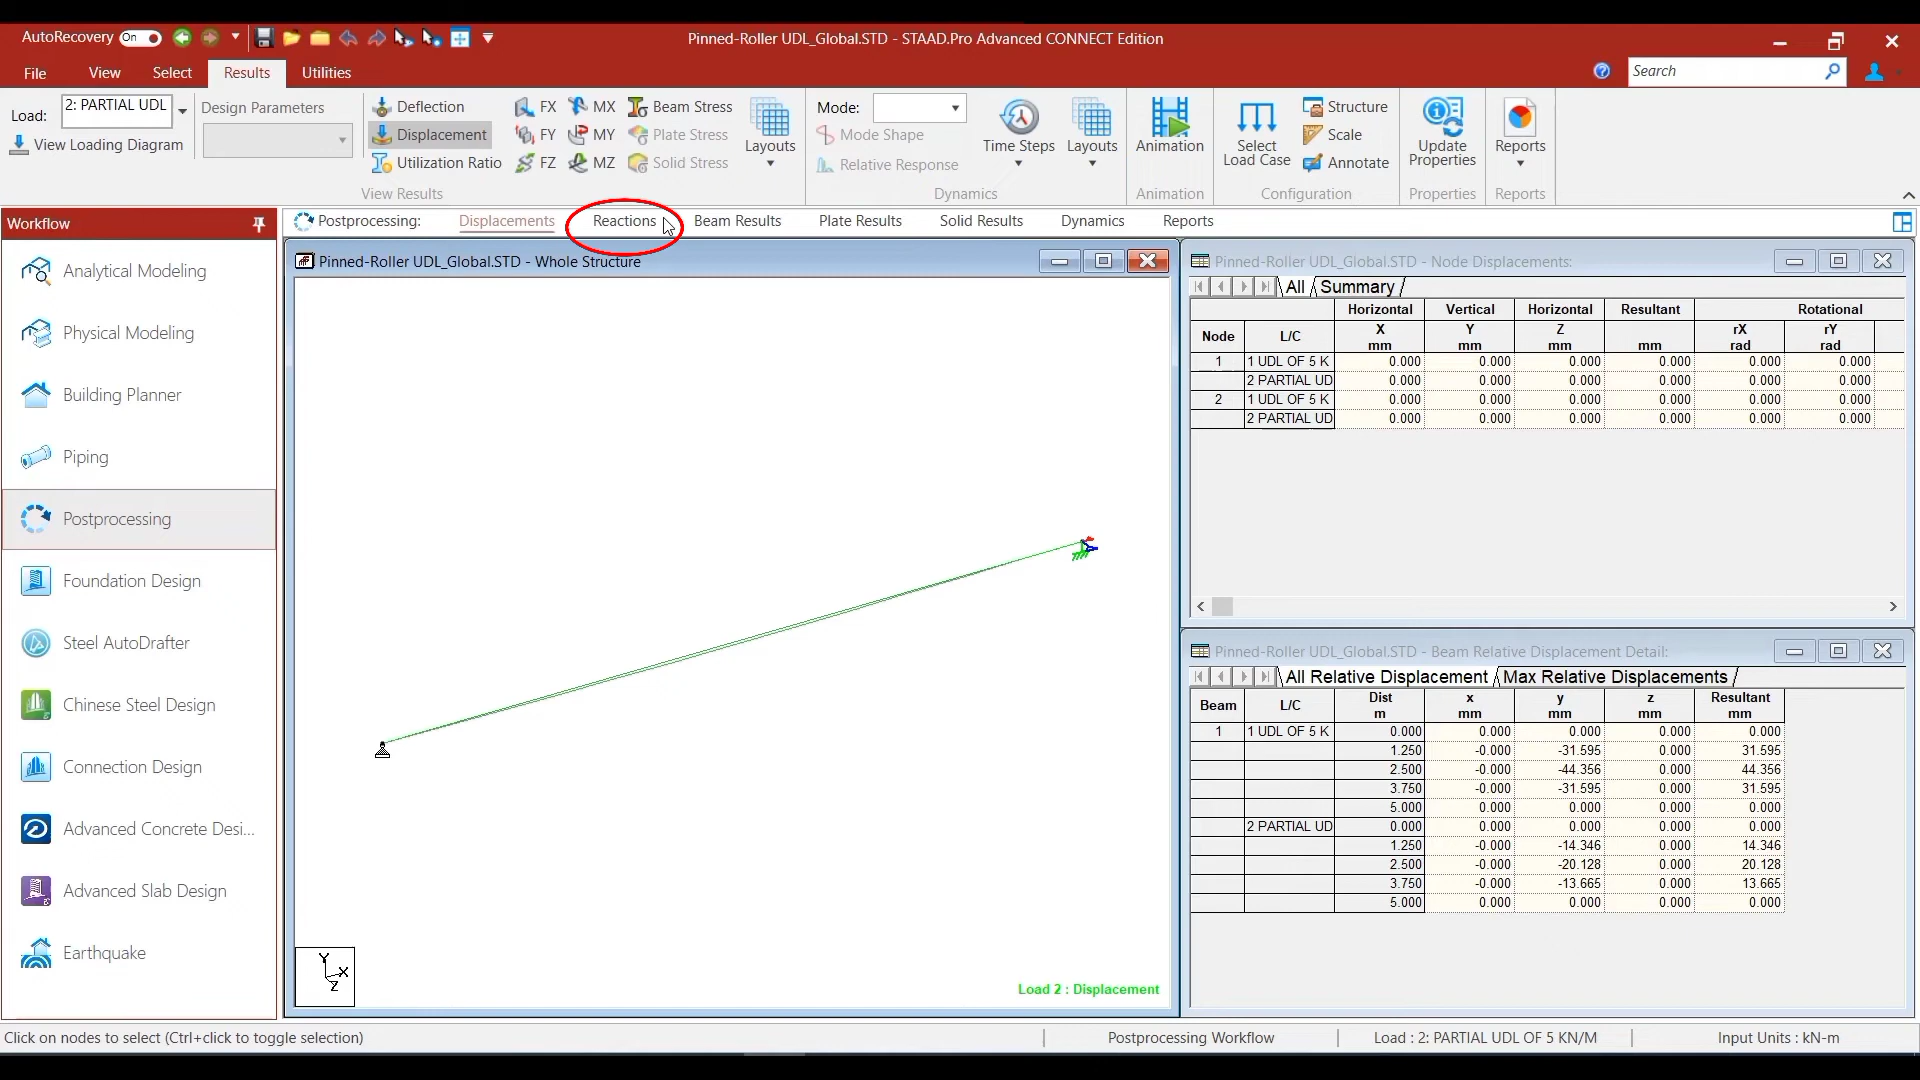 AutoRecovery On
Pinned-Roller UDL_Global.STD - STAAD.Pro Advanced CONNECT Edition
File View Select Results Utilities
Search
Load: 2: PARTIAL UDL
View Loading Diagram
Design Parameters
Deflection
Displacement
Utilization Ratio
FX MX Beam Stress
FY MY Plate Stress
FZ MZ Solid Stress
Layouts
View Results
Mode:
Mode Shape
Relative Response
Time Steps
Layouts
Dynamics
Animation
Animation
Select
Load Case
Structure
Scale
Annotate
Configuration
Update
Properties
Properties
Reports
Reports
Workflow
Postprocessing: Displacements Reactions Beam Results Plate Results Solid Results Dynamics Reports
Analytical Modeling
Physical Modeling
Building Planner
Piping
Postprocessing
Foundation Design
Steel AutoDrafter
Chinese Steel Design
Connection Design
Advanced Concrete Desi...
Advanced Slab Design
Earthquake
Pinned-Roller UDL_Global.STD - Whole Structure
Y
X
Z
Load 2 : Displacement
Pinned-Roller UDL_Global.STD - Node Displacements:
All Summary
Horizontal Vertical Horizontal Resultant Rotational
Node L/C X Y Z rX rY
mm mm mm mm rad rad
1 1 UDL OF 5 K 0.000 0.000 0.000 0.000 0.000 0.000
2 PARTIAL UD 0.000 0.000 0.000 0.000 0.000 0.000
2 1 UDL OF 5 K 0.000 0.000 0.000 0.000 0.000 0.000
2 PARTIAL UD 0.000 0.000 0.000 0.000 0.000 0.000
Pinned-Roller UDL_Global.STD - Beam Relative Displacement Detail:
All Relative Displacement Max Relative Displacements
Beam L/C Dist x y z Resultant
m mm mm mm mm
1 1 UDL OF 5 K 0.000 0.000 0.000 0.000 0.000
1.250 -0.000 -31.595 0.000 31.595
2.500 -0.000 -44.356 0.000 44.356
3.750 -0.000 -31.595 0.000 31.595
5.000 0.000 0.000 0.000 0.000
2 PARTIAL UD 0.000 0.000 0.000 0.000 0.000
1.250 -0.000 -14.346 0.000 14.346
2.500 -0.000 -20.128 0.000 20.128
3.750 -0.000 -13.665 0.000 13.665
5.000 0.000 0.000 0.000 0.000
Click on nodes to select (Ctrl+click to toggle selection)
Postprocessing Workflow
Load : 2: PARTIAL UDL OF 5 KN/M
Input Units : kN-m